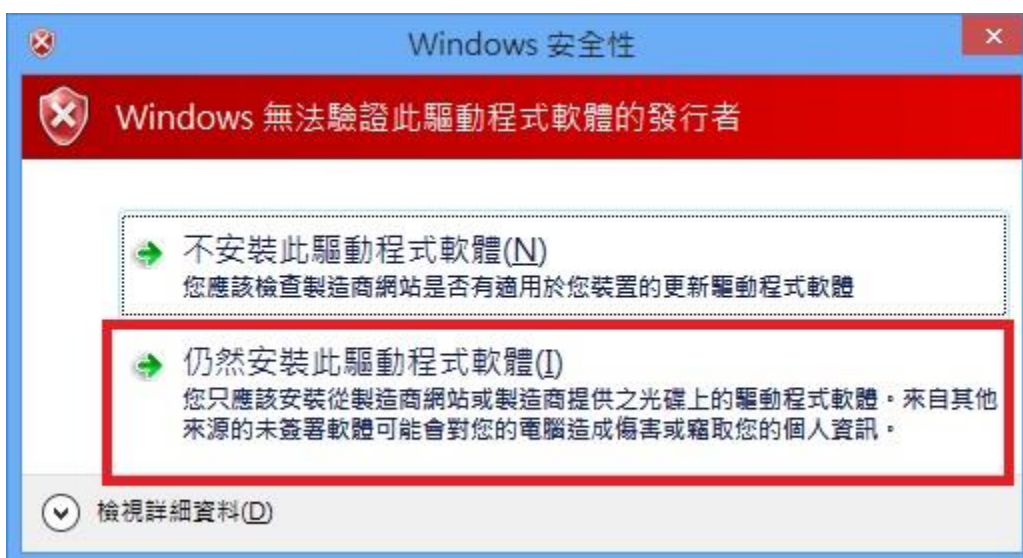 Windows 安全性
Windows 無法驗證此驅動程式軟體的發行者
不安裝此驅動程式軟體(N)
您應該檢查製造商網站是否有適用於您裝置的更新驅動程式軟體
仍然安裝此驅動程式軟體(I)
您只應該安裝從製造商網站或製造商提供之光碟上的驅動程式軟體。來自其他
來源的未簽署軟體可能會對您的電腦造成傷害或竊取您的個人資訊。
檢視詳細資料(D)